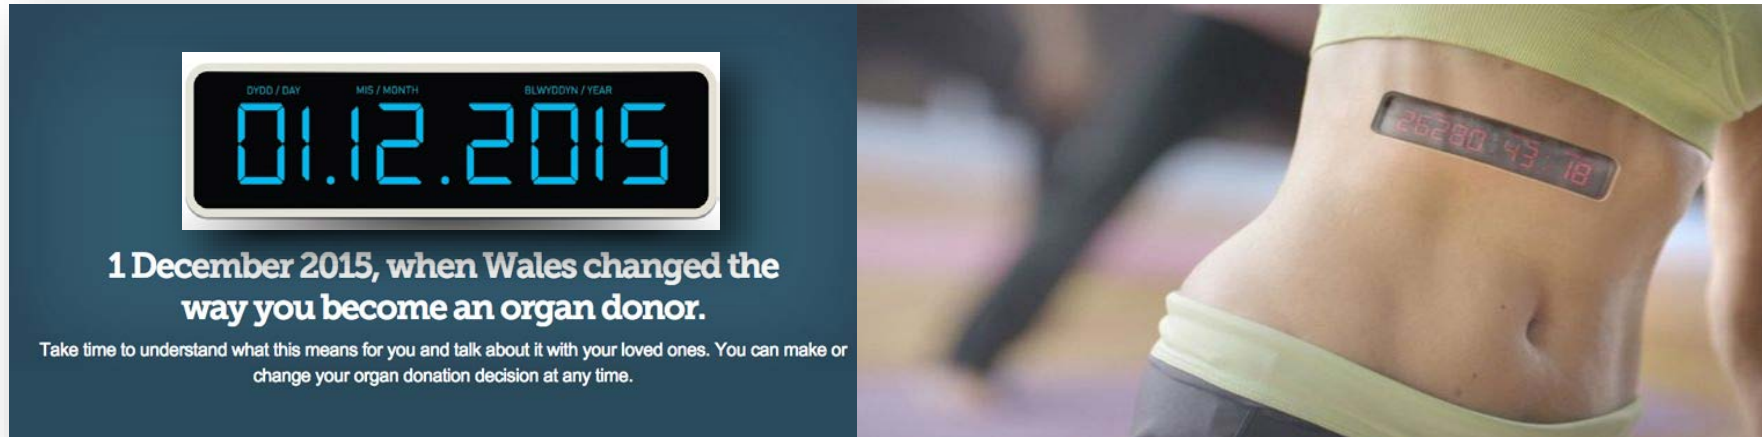 DYDD / DAY MIS / MONTH BLWYDDYN / YEAR
01.12.2015
1 December 2015, when Wales changed the
way you become an organ donor.
Take time to understand what this means for you and talk about it with your loved ones. You can make or
change your organ donation decision at any time.
26280:43:18